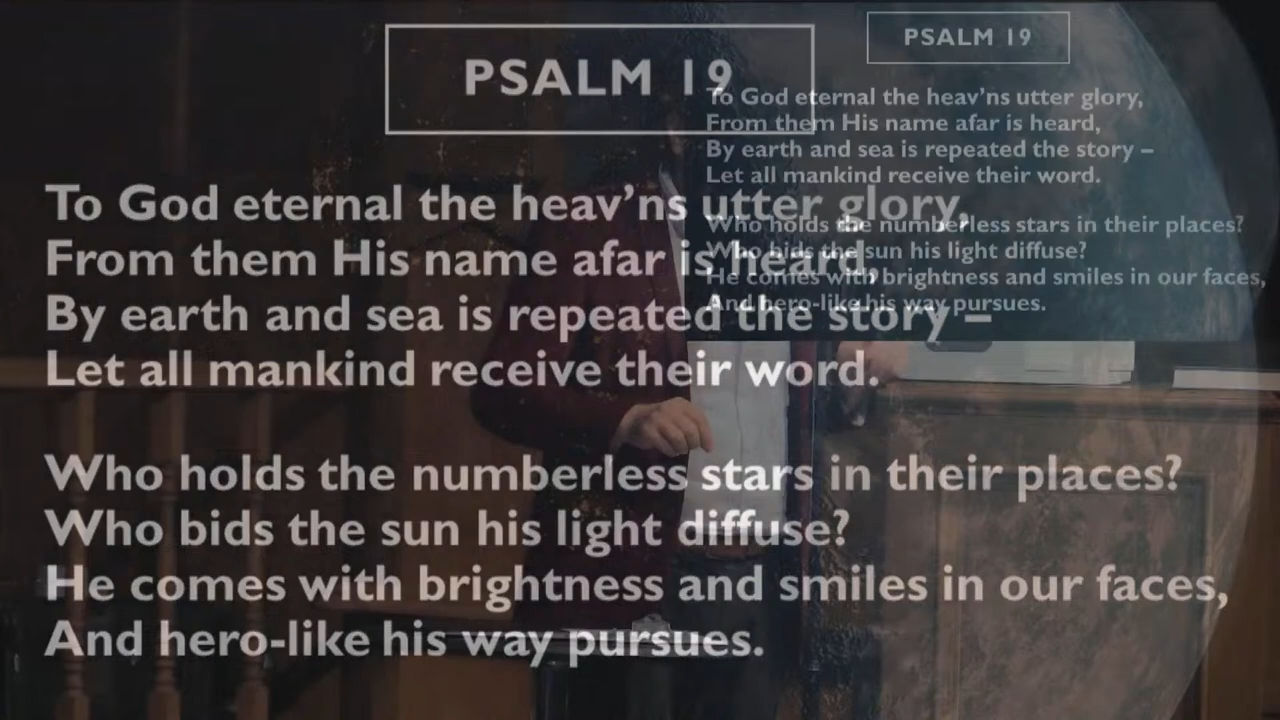 PSALM 19
To God eternal the heav’ns utter glory,
From them His name afar is heard,
By earth and sea is repeated the story –
Let all mankind receive their word.
Who holds the numberless stars in their places?
Who bids the sun his light diffuse?
He comes with brightness and smiles in our faces,
And hero-like his way pursues.
PSALM 19
To God eternal the heav’ns utter glory,
From them His name afar is heard,
By earth and sea is repeated the story –
Let all mankind receive their word.
Who holds the numberless stars in their places?
Who bids the sun his light diffuse?
He comes with brightness and smiles in our faces,
And hero-like his way pursues.